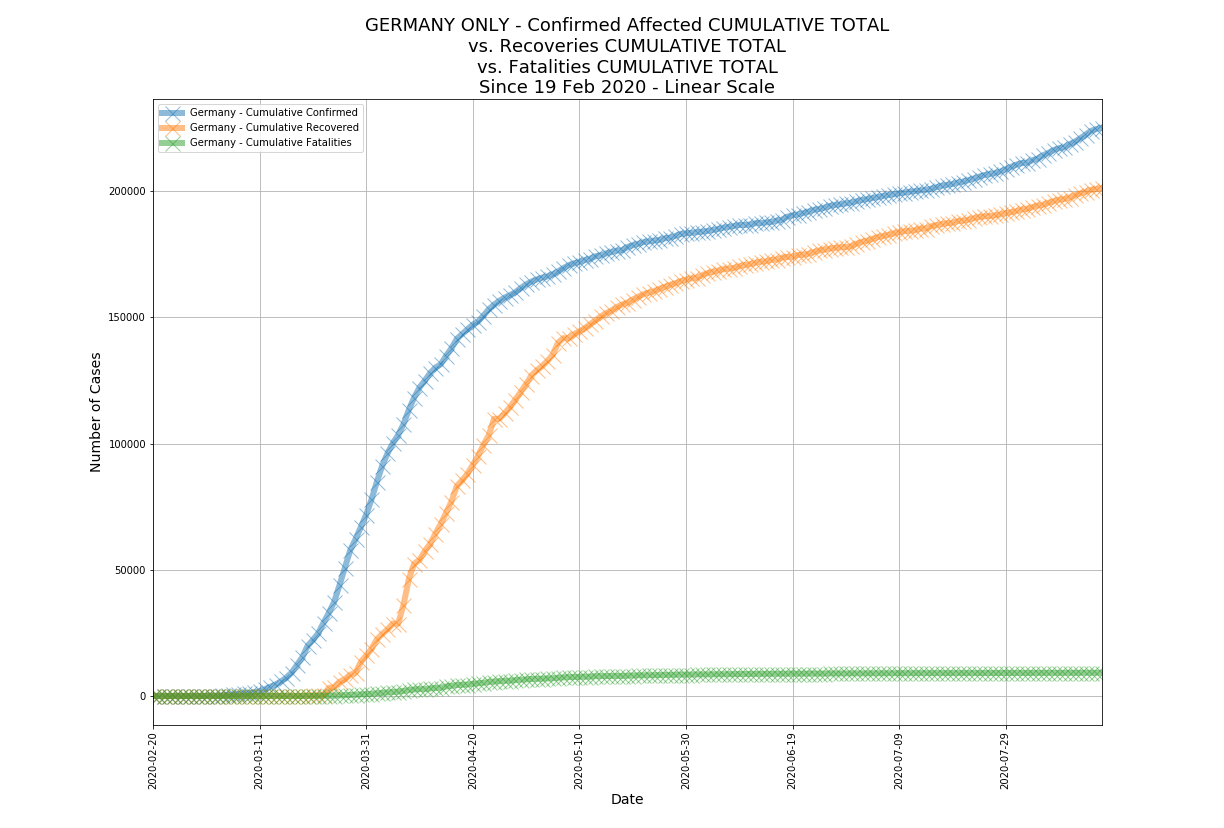 GERMANY ONLY - Confirmed Affected CUMULATIVE TOTAL
vs. Recoveries CUMULATIVE TOTAL
vs. Fatalities CUMULATIVE TOTAL
Since 19 Feb 2020 - Linear Scale
Germany - Cumulative Confirmed
Germany - Cumulative Recovered
Germany - Cumulative Fatalities
Number of Cases
200000
150000
100000
50000
0
2020-02-20
2020-03-11
2020-03-31
2020-04-20
2020-05-10
2020-05-30
2020-06-19
2020-07-09
2020-07-29
Date